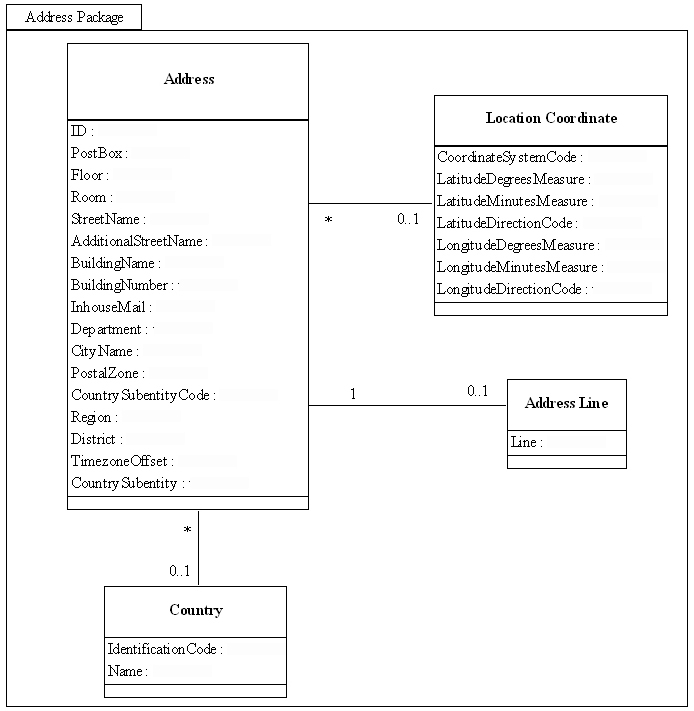 Address Package
Address
ID :
PostBox :
Floor :
Room :
StreetName :
AdditionalStreetName :
BuildingName :
BuildingNumber :
InhouseMail :
Department :
CityName :
PostalZone :
CountrySubentityCode :
Region :
District :
TimezoneOffset :
CountrySubentity :
Location Coordinate
CoordinateSystemCode :
LatitudeDegreesMeasure :
LatitudeMinutesMeasure :
LatitudeDirectionCode :
LongitudeDegreesMeasure :
LongitudeMinutesMeasure :
LongitudeDirectionCode :
* 0..1
1 0..1
Address Line
Line :
*
0..1
Country
IdentificationCode :
Name :